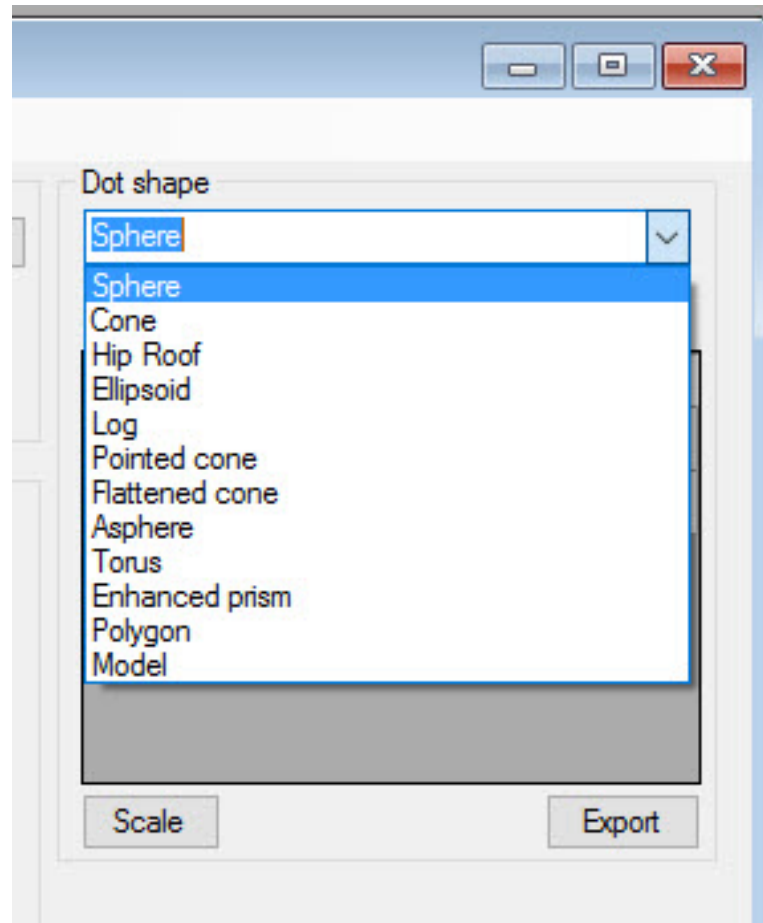 Dot shape
Sphere
Sphere
Cone
Hip Roof
Ellipsoid
Log
Pointed cone
Flattened cone
Asphere
Torus
Enhanced prism
Polygon
Model
Scale
Export